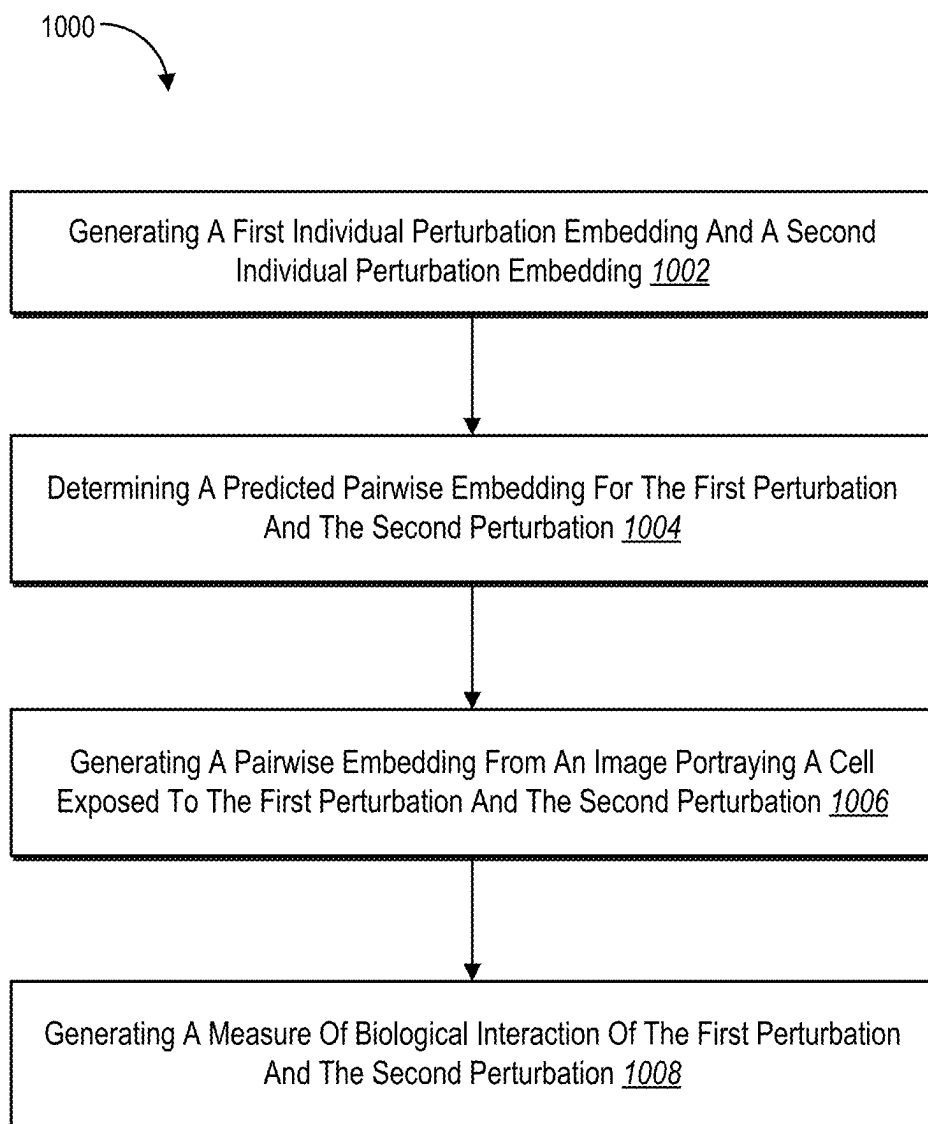 1000
Generating A First Individual Perturbation Embedding And A Second
Individual Perturbation Embedding 1002
Determining A Predicted Pairwise Embedding For The First Perturbation
And The Second Perturbation 1004
Generating A Pairwise Embedding From An Image Portraying A Cell
Exposed To The First Perturbation And The Second Perturbation 1006
Generating A Measure Of Biological Interaction Of The First Perturbation
And The Second Perturbation 1008